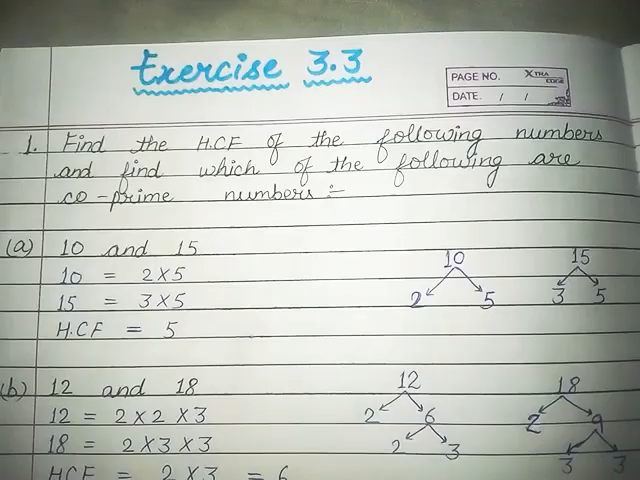 Exercise 3.3
PAGE NO. XTRA EDGE
DATE. / /
1. Find the H.C.F of the following numbers
and find which of the following are
co-prime numbers :-
(a) 10 and 15
10 = 2×5
15 = 3×5
H.C.F = 5
10
2 5
15
3 5
(b) 12 and 18
12 = 2×2×3
18 = 2×3×3
HCF = 2×3 = 6
12
2 6
2 3
18
2 9
3 3